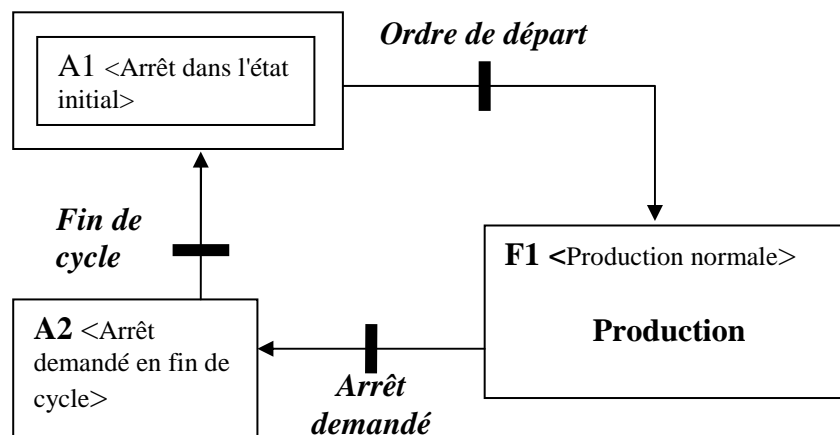 Ordre de départ
A1 <Arrêt dans l'état
initial>
Fin de
cycle
F1 <Production normale>
Production
A2 <Arrêt
demandé en fin de
cycle>
Arrêt
demandé